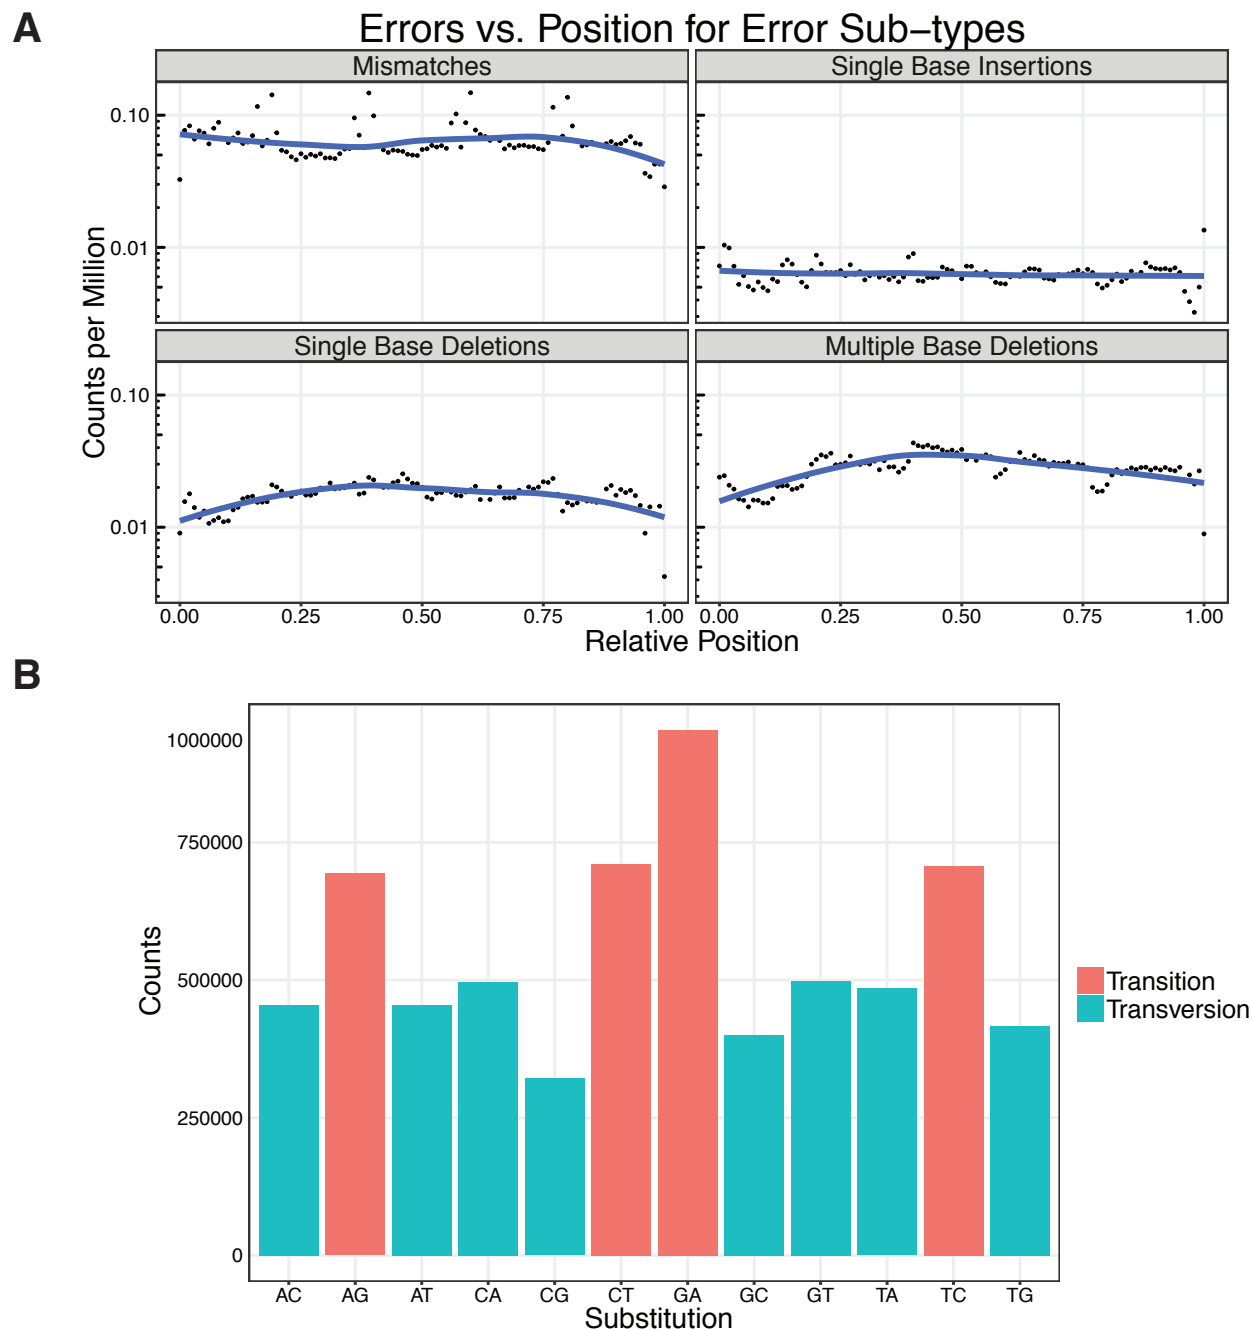 A
Errors vs. Position for Error Sub−types
Mismatches
Single Base Insertions
0.10
0.01
Counts per Million
Single Base Deletions
Multiple Base Deletions
0.10
0.01
0.00 0.25 0.50 0.75 1.00 0.00 0.25 0.50 0.75 1.00
Relative Position
B
1000000
750000
500000
250000
0
Counts
Transition
Transversion
AC AG AT CA CG CT GA GC GT TA TC TG
Substitution